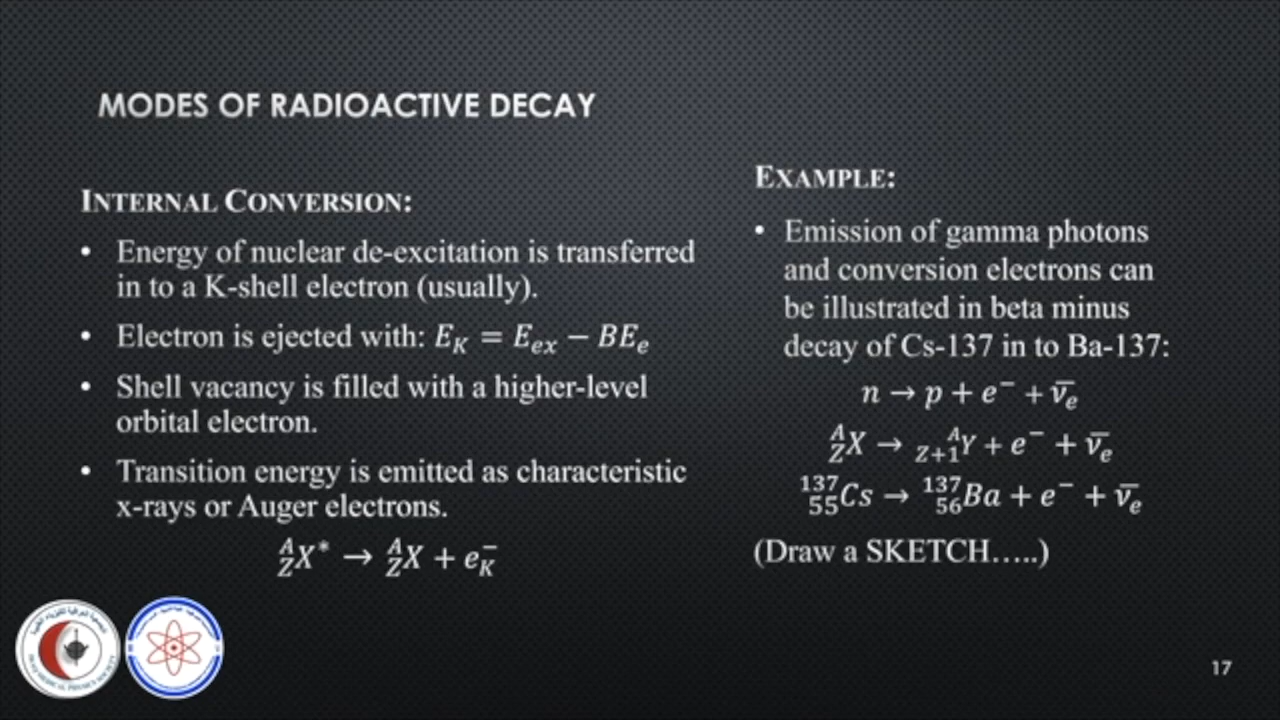 MODES OF RADIOACTIVE DECAY
INTERNAL CONVERSION:
• Energy of nuclear de-excitation is transferred
in to a K-shell electron (usually).
• Electron is ejected with: E_K = E_ex − BE_e
• Shell vacancy is filled with a higher-level
orbital electron.
• Transition energy is emitted as characteristic
x-rays or Auger electrons.
^A_Z X* → ^A_Z X + e^−_K
EXAMPLE:
• Emission of gamma photons
and conversion electrons can
be illustrated in beta minus
decay of Cs-137 in to Ba-137:
n → p + e^− + ν̅_e
^A_Z X → ^A_{Z+1} Y + e^− + ν̅_e
^137_55 Cs → ^137_56 Ba + e^− + ν̅_e
(Draw a SKETCH…..)
17